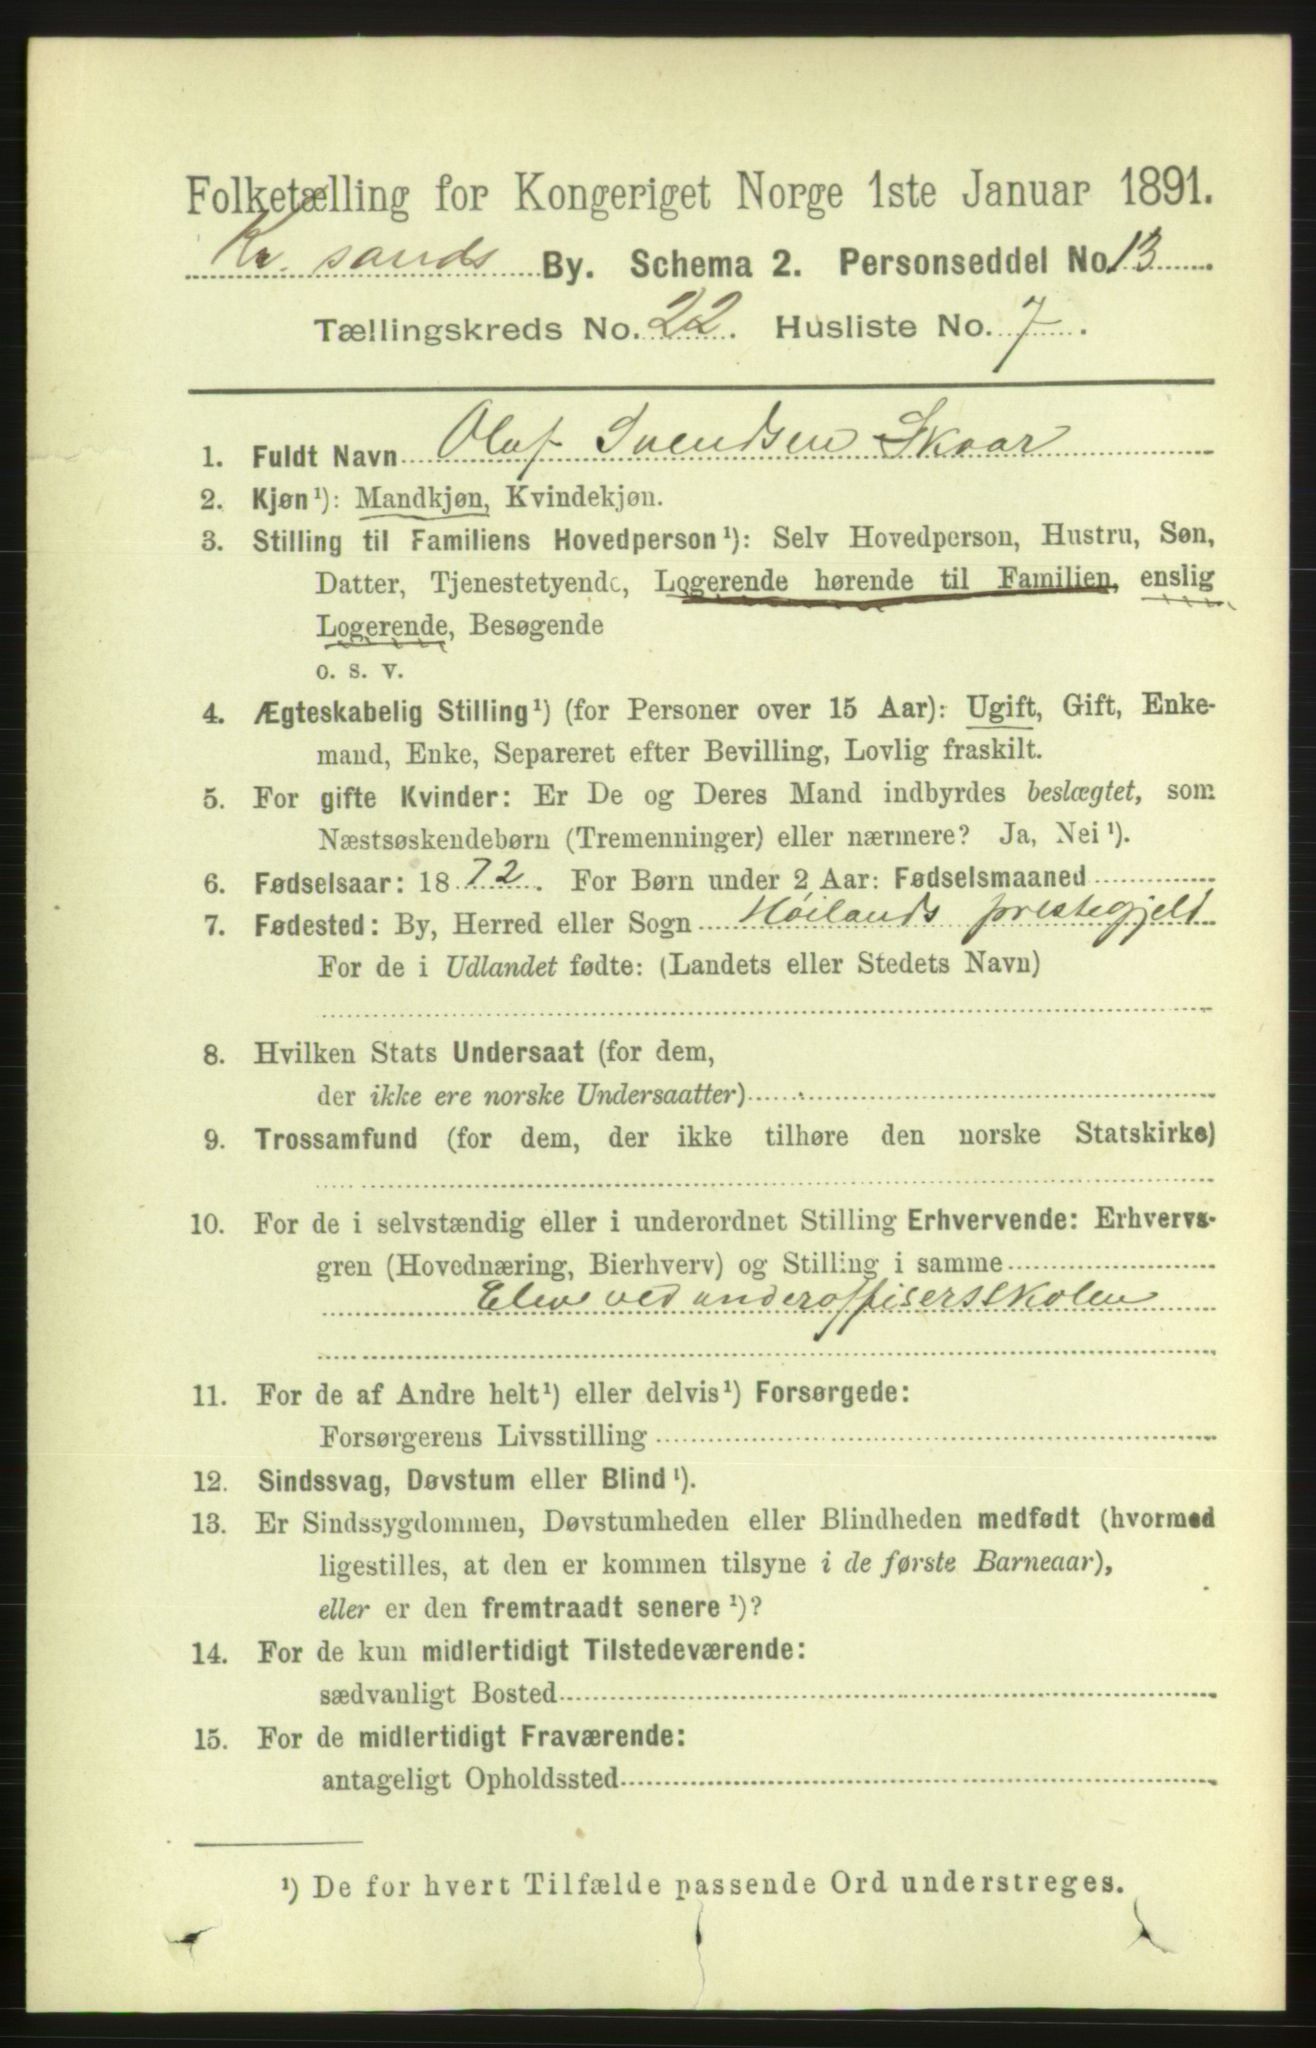 Folketælling for Kongeriget Norge 1ste Januar 1891.
Kr. sands By. Schema 2. Personseddel No 13
Tællingskreds No. 22. Husliste No. 7.
1. Fuldt Navn Olaf Svendsen Skaar
2. Kjøn¹): Mandkjøn, Kvindekjøn.
3. Stilling til Familiens Hovedperson¹): Selv Hovedperson, Hustru, Søn,
Datter, Tjenestetyende, Logerende hørende til Familien, enslig
Logerende, Besøgende
o. s. v.
4. Ægteskabelig Stilling¹) (for Personer over 15 Aar): Ugift, Gift, Enke-
mand, Enke, Separeret efter Bevilling, Lovlig fraskilt.
5. For gifte Kvinder: Er De og Deres Mand indbyrdes beslægtet, som
Næstsøskendebørn (Tremenninger) eller nærmere? Ja, Nei¹).
6. Fødselsaar: 1872. For Børn under 2 Aar: Fødselsmaaned
7. Fødested: By, Herred eller Sogn Høilands prestegjeld
For de i Udlandet fødte: (Landets eller Stedets Navn)
8. Hvilken Stats Undersaat (for dem,
der ikke ere norske Undersaatter)
9. Trossamfund (for dem, der ikke tilhøre den norske Statskirke)
10. For de i selvstændig eller i underordnet Stilling Erhvervende: Erhvervs-
gren (Hovednæring, Bierhverv) og Stilling i samme
Elev ved underoffisersskolen
11. For de af Andre helt¹) eller delvis¹) Forsørgede:
Forsørgerens Livsstilling
12. Sindssvag, Døvstum eller Blind¹).
13. Er Sindssygdommen, Døvstumheden eller Blindheden medfødt (hvormed
ligestilles, at den er kommen tilsyne i de første Barneaar),
eller er den fremtraadt senere¹)?
14. For de kun midlertidigt Tilstedeværende:
sædvanligt Bosted
15. For de midlertidigt Fraværende:
antageligt Opholdssted
¹) De for hvert Tilfælde passende Ord understreges.